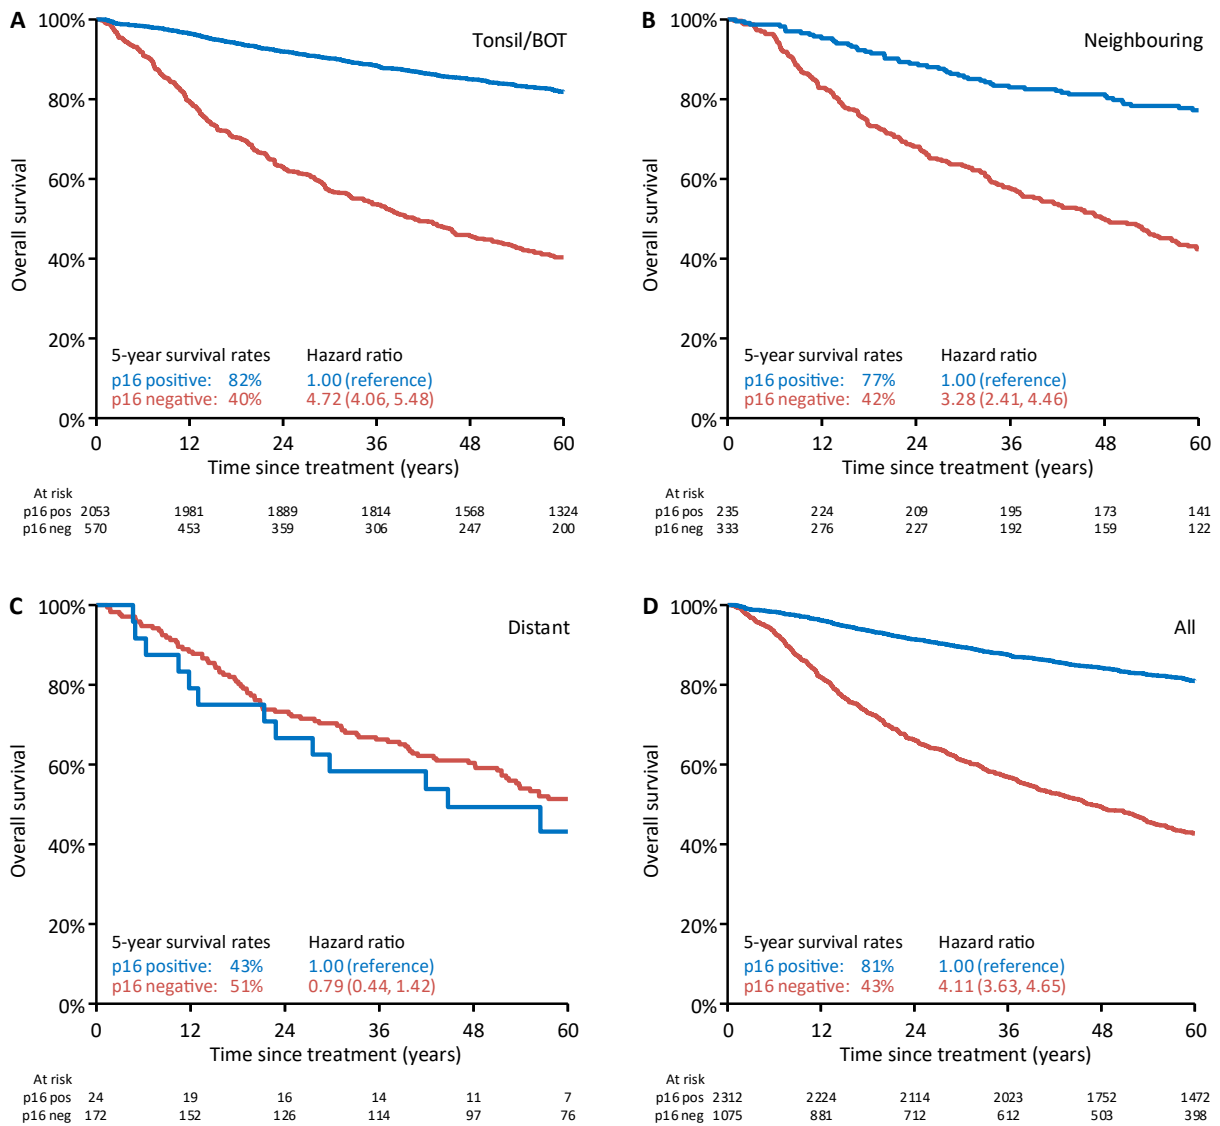 A
Tonsil/BOT
100%
80%
60%
40%
20%
0%
Overall survival
5-year survival rates Hazard ratio
p16 positive: 82% 1.00 (reference)
p16 negative: 40% 4.72 (4.06, 5.48)
0 12 24 36 48 60
Time since treatment (years)
At risk
p16 pos 2053 1981 1889 1814 1568 1324
p16 neg 570 453 359 306 247 200
B
Neighbouring
100%
80%
60%
40%
20%
0%
Overall survival
5-year survival rates Hazard ratio
p16 positive: 77% 1.00 (reference)
p16 negative: 42% 3.28 (2.41, 4.46)
0 12 24 36 48 60
Time since treatment (years)
At risk
p16 pos 235 224 209 195 173 141
p16 neg 333 276 227 192 159 122
C
Distant
100%
80%
60%
40%
20%
0%
Overall survival
5-year survival rates Hazard ratio
p16 positive: 43% 1.00 (reference)
p16 negative: 51% 0.79 (0.44, 1.42)
0 12 24 36 48 60
Time since treatment (years)
At risk
p16 pos 24 19 16 14 11 7
p16 neg 172 152 126 114 97 76
D
All
100%
80%
60%
40%
20%
0%
Overall survival
5-year survival rates Hazard ratio
p16 positive: 81% 1.00 (reference)
p16 negative: 43% 4.11 (3.63, 4.65)
0 12 24 36 48 60
Time since treatment (years)
At risk
p16 pos 2312 2224 2114 2023 1752 1472
p16 neg 1075 881 712 612 503 398